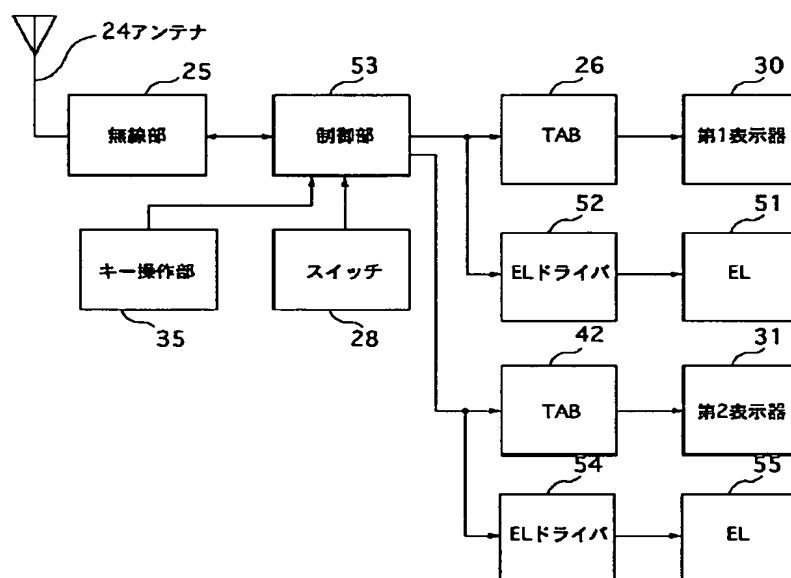 24アンテナ
25
53
26
30
無線部
制御部
TAB
第1表示器
52
51
キー操作部
スイッチ
ELドライバ
EL
35
28
42
31
TAB
第2表示器
54
55
ELドライバ
EL